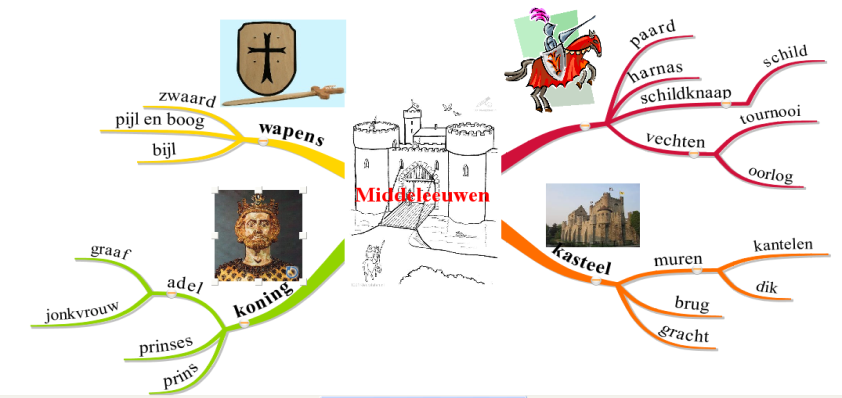 Middeleeuwen
wapens
zwaard
pijl en boog
bijl
koning
adel
graaf
jonkvrouw
prinses
prins
paard
harnas
schildknaap
schild
vechten
tournooi
oorlog
kasteel
muren
kantelen
dik
brug
gracht